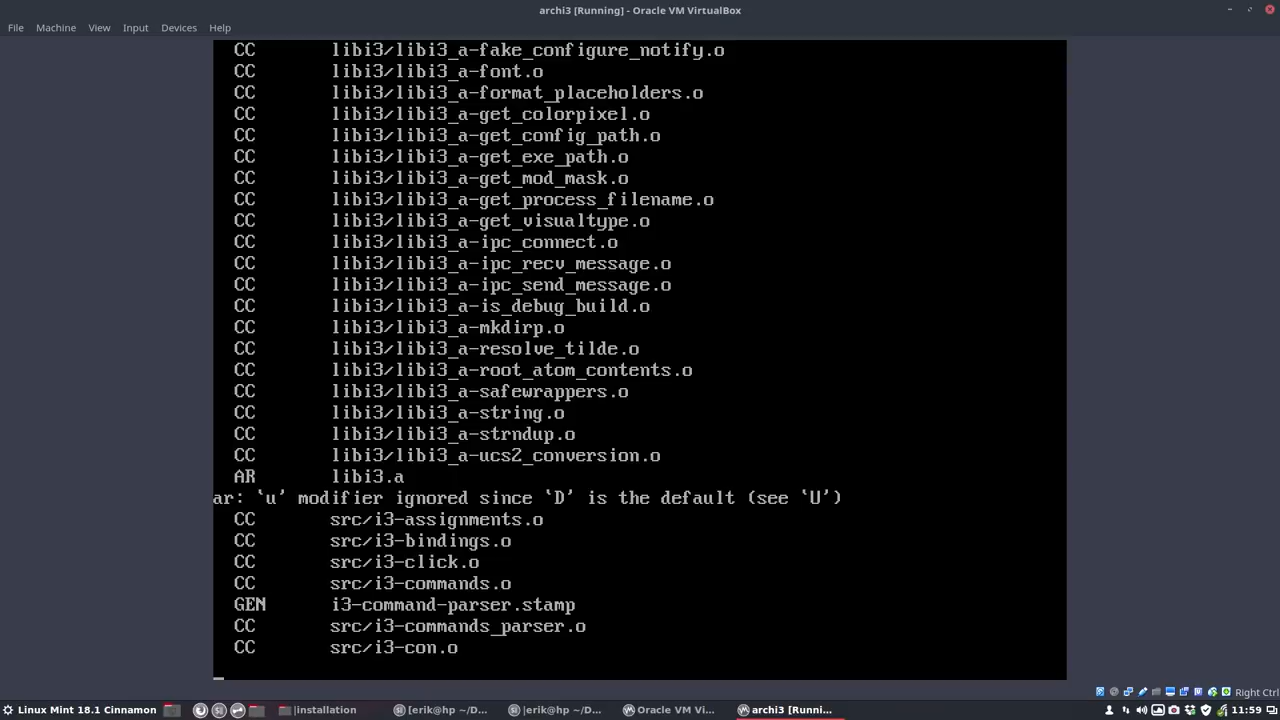 archi3 [Running] - Oracle VM VirtualBox
File Machine View Input Devices Help
CC libi3/libi3_a-fake_configure_notify.o
CC libi3/libi3_a-font.o
CC libi3/libi3_a-format_placeholders.o
CC libi3/libi3_a-get_colorpixel.o
CC libi3/libi3_a-get_config_path.o
CC libi3/libi3_a-get_exe_path.o
CC libi3/libi3_a-get_mod_mask.o
CC libi3/libi3_a-get_process_filename.o
CC libi3/libi3_a-get_visualtype.o
CC libi3/libi3_a-ipc_connect.o
CC libi3/libi3_a-ipc_recv_message.o
CC libi3/libi3_a-ipc_send_message.o
CC libi3/libi3_a-is_debug_build.o
CC libi3/libi3_a-mkdirp.o
CC libi3/libi3_a-resolve_tilde.o
CC libi3/libi3_a-root_atom_contents.o
CC libi3/libi3_a-safewrappers.o
CC libi3/libi3_a-string.o
CC libi3/libi3_a-strndup.o
CC libi3/libi3_a-ucs2_conversion.o
AR libi3.a
ar: `u' modifier ignored since `D' is the default (see `U')
CC src/i3-assignments.o
CC src/i3-bindings.o
CC src/i3-click.o
CC src/i3-commands.o
GEN i3-command-parser.stamp
CC src/i3-commands_parser.o
CC src/i3-con.o
Right Ctrl
Linux Mint 18.1 Cinnamon |installation [erik@hp ~/D... |erik@hp ~/D... Oracle VM Vi... archi3 [Runni... 11:59